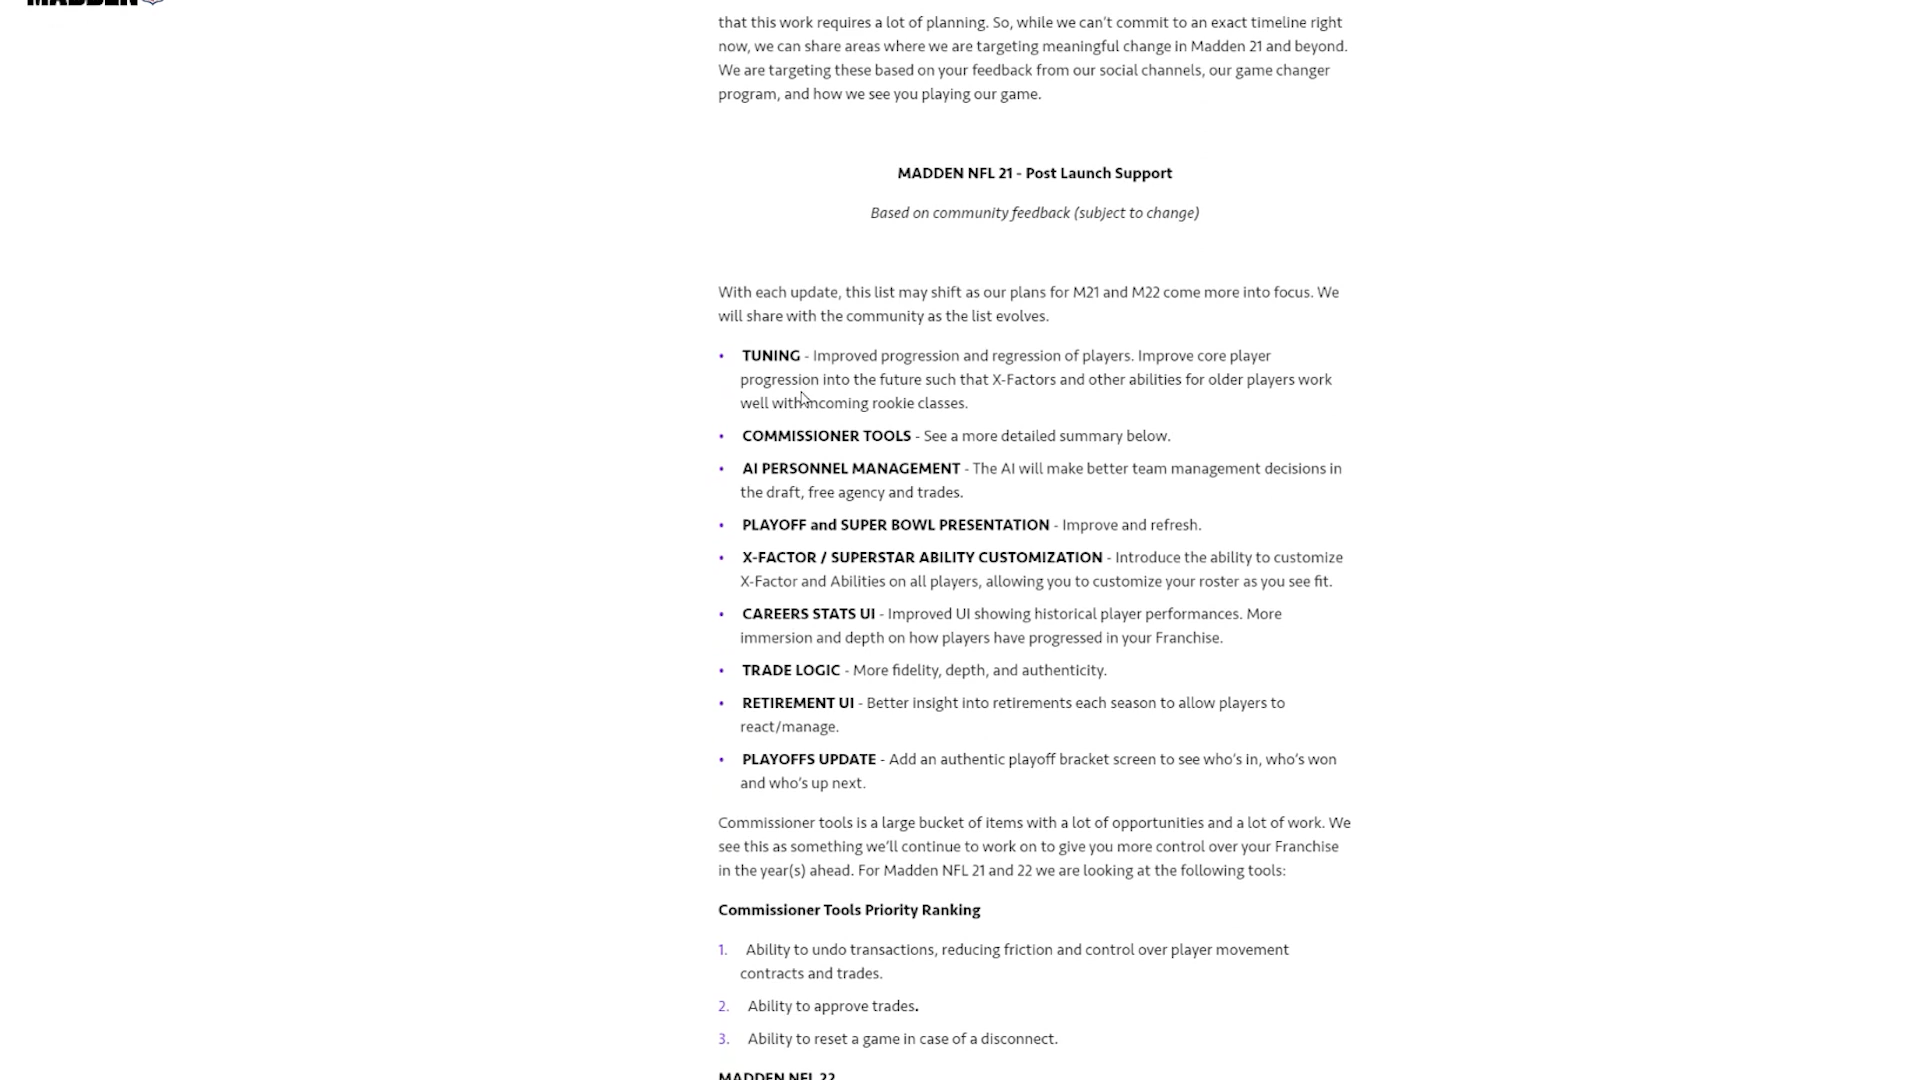 MADDEN
that this work requires a lot of planning. So, while we can’t commit to an exact timeline right
now, we can share areas where we are targeting meaningful change in Madden 21 and beyond.
We are targeting these based on your feedback from our social channels, our game changer
program, and how we see you playing our game.
MADDEN NFL 21 - Post Launch Support
Based on community feedback (subject to change)
With each update, this list may shift as our plans for M21 and M22 come more into focus. We
will share with the community as the list evolves.
• TUNING - Improved progression and regression of players. Improve core player
progression into the future such that X-Factors and other abilities for older players work
well with incoming rookie classes.
• COMMISSIONER TOOLS - See a more detailed summary below.
• AI PERSONNEL MANAGEMENT - The AI will make better team management decisions in
the draft, free agency and trades.
• PLAYOFF and SUPER BOWL PRESENTATION - Improve and refresh.
• X-FACTOR / SUPERSTAR ABILITY CUSTOMIZATION - Introduce the ability to customize
X-Factor and Abilities on all players, allowing you to customize your roster as you see fit.
• CAREERS STATS UI - Improved UI showing historical player performances. More
immersion and depth on how players have progressed in your Franchise.
• TRADE LOGIC - More fidelity, depth, and authenticity.
• RETIREMENT UI - Better insight into retirements each season to allow players to
react/manage.
• PLAYOFFS UPDATE - Add an authentic playoff bracket screen to see who’s in, who’s won
and who’s up next.
Commissioner tools is a large bucket of items with a lot of opportunities and a lot of work. We
see this as something we’ll continue to work on to give you more control over your Franchise
in the year(s) ahead. For Madden NFL 21 and 22 we are looking at the following tools:
Commissioner Tools Priority Ranking
1. Ability to undo transactions, reducing friction and control over player movement
contracts and trades.
2. Ability to approve trades.
3. Ability to reset a game in case of a disconnect.
MADDEN NFL 22